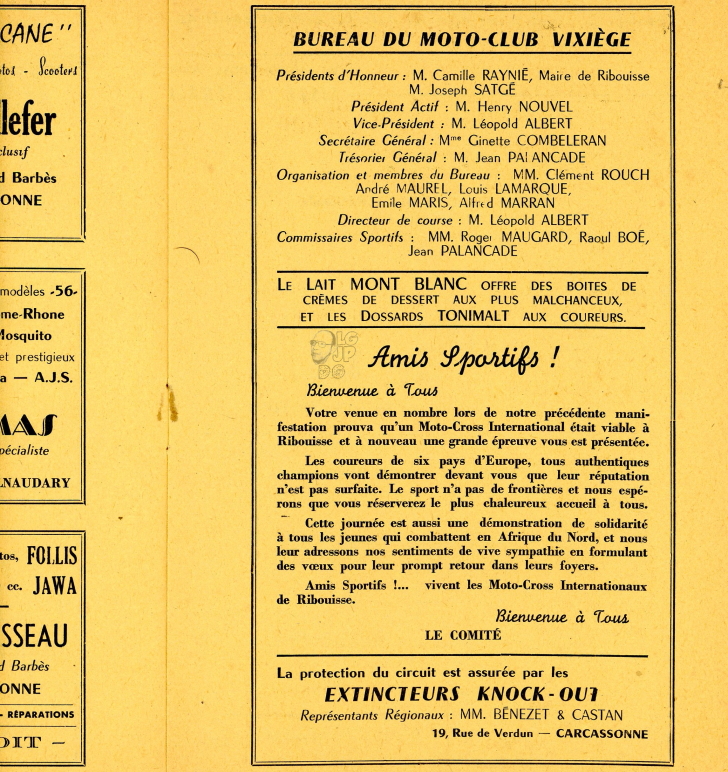 CANE"
tos - Scooters
llefer
clusif
d Barbès
ONNE
modèles -56-
me-Rhone
Mosquito
et prestigieux
a — A.J.S.
MAS
pécialiste
LNAUDARY
tos, FOLLIS
cc. JAWA
SSEAU
d Barbès
ONNE
- RÉPARATIONS
DIT —
BUREAU DU MOTO-CLUB VIXIÈGE
Présidents d'Honneur : M. Camille RAYNIÉ, Maire de Ribouisse
M. Joseph SATGÉ
Président Actif : M. Henry NOUVEL
Vice-Président : M. Léopold ALBERT
Secrétaire Général : Mme Ginette COMBELERAN
Trésorier Général : M. Jean PALANCADE
Organisation et membres du Bureau : MM. Clément ROUCH
André MAUREL, Louis LAMARQUE,
Emile MARIS, Alfred MARRAN
Directeur de course : M. Léopold ALBERT
Commissaires Sportifs : MM. Roger MAUGARD, Raoul BOÉ,
Jean PALANCADE
LE LAIT MONT BLANC OFFRE DES BOITES DE
CRÈMES DE DESSERT AUX PLUS MALCHANCEUX,
ET LES DOSSARDS TONIMALT AUX COUREURS.
LG
JP
DG
Amis Sportifs !
Bienvenue à Tous
Votre venue en nombre lors de notre précédente mani-
festation prouva qu'un Moto-Cross International était viable à
Ribouisse et à nouveau une grande épreuve vous est présentée.
Les coureurs de six pays d'Europe, tous authentiques
champions vont démontrer devant vous que leur réputation
n'est pas surfaite. Le sport n'a pas de frontières et nous espé-
rons que vous réserverez le plus chaleureux accueil à tous.
Cette journée est aussi une démonstration de solidarité
à tous les jeunes qui combattent en Afrique du Nord, et nous
leur adressons nos sentiments de vive sympathie en formulant
des vœux pour leur prompt retour dans leurs foyers.
Amis Sportifs !... vivent les Moto-Cross Internationaux
de Ribouisse.
Bienvenue à Tous
LE COMITÉ
La protection du circuit est assurée par les
EXTINCTEURS KNOCK-OUT
Représentants Régionaux : MM. BÉNEZET & CASTAN
19, Rue de Verdun — CARCASSONNE